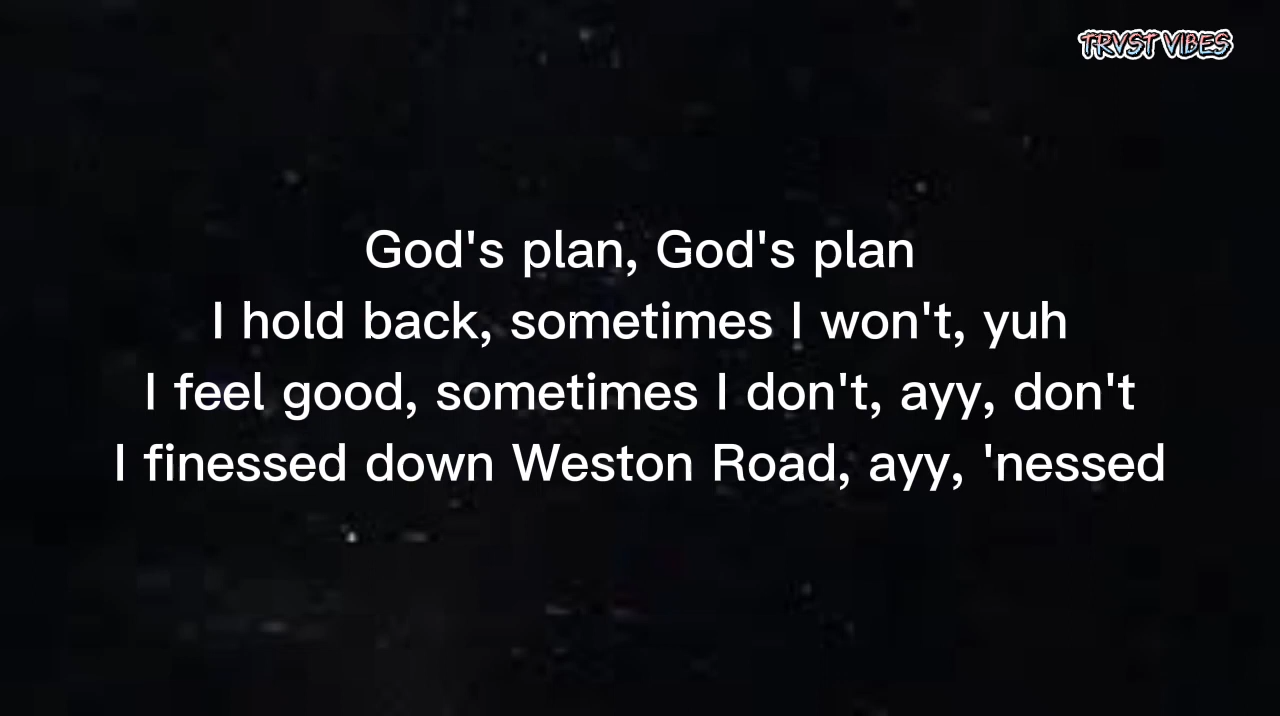 TRVST VIBES
God's plan, God's plan
I hold back, sometimes I won't, yuh
I feel good, sometimes I don't, ayy, don't
I finessed down Weston Road, ayy, 'nessed